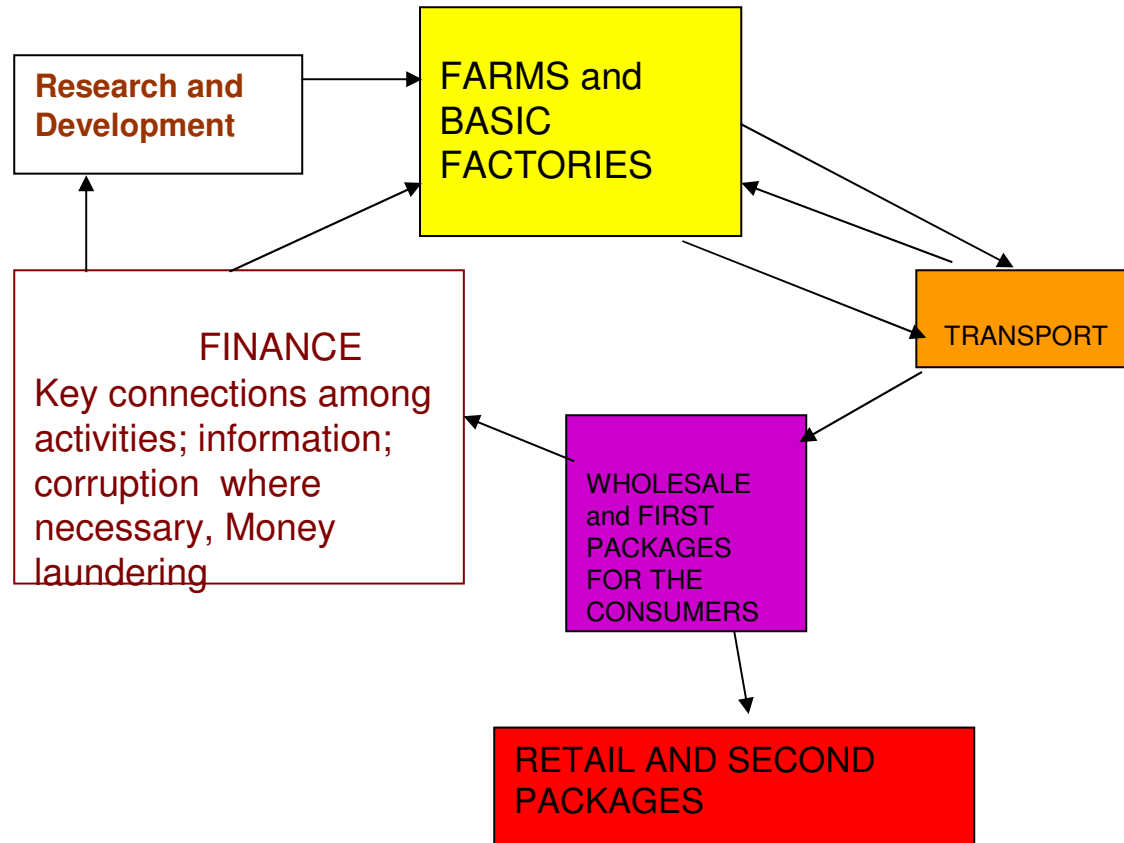 Research and
Development
FARMS and
BASIC
FACTORIES
FINANCE
Key connections among
activities; information;
corruption  where
necessary, Money
laundering
TRANSPORT
WHOLESALE
and FIRST
PACKAGES
FOR THE
CONSUMERS
RETAIL AND SECOND
PACKAGES